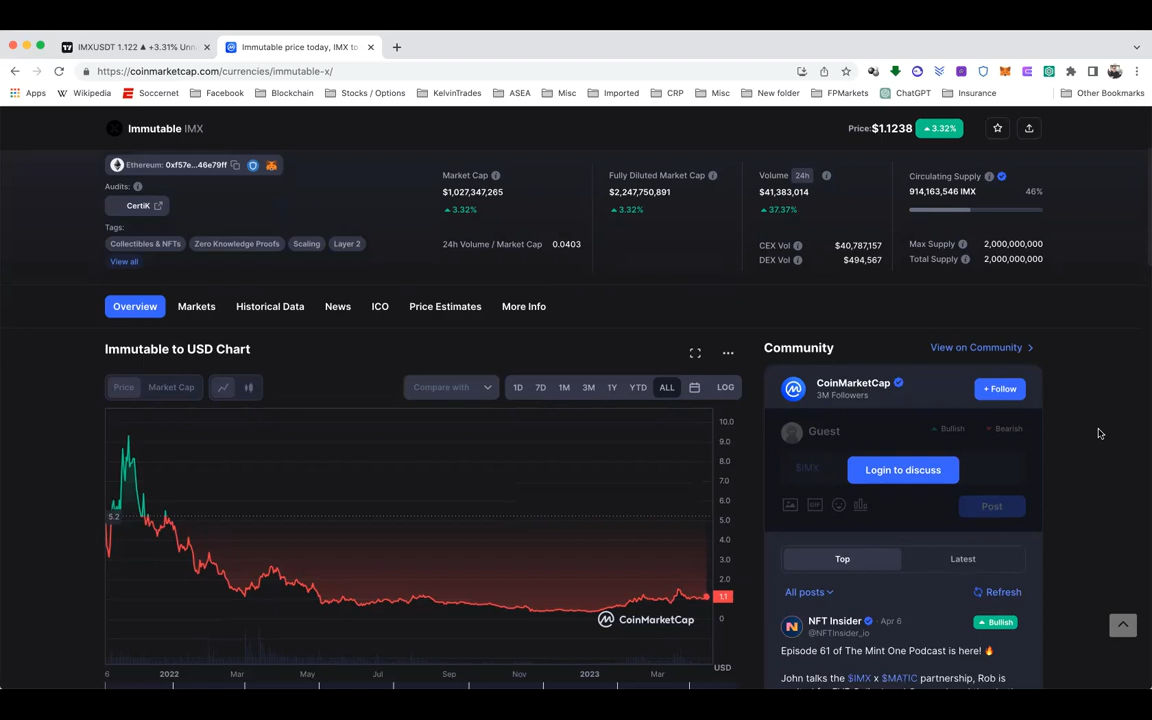 IMXUSDT 1.122 ▲ +3.31% Unna
Immutable price today, IMX to
https://coinmarketcap.com/currencies/immutable-x/
Apps Wikipedia Soccernet Facebook Blockchain Stocks / Options KelvinTrades ASEA Misc Imported CRP Misc New folder FPMarkets ChatGPT Insurance Other Bookmarks
Immutable IMX
Price: $1.1238 3.32%
Ethereum: 0xf57e...46e79ff
Audits:
CertiK
Tags:
Collectibles & NFTs Zero Knowledge Proofs Scaling Layer 2
View all
Market Cap
$1,027,347,265
3.32%
24h Volume / Market Cap 0.0403
Fully Diluted Market Cap
$2,247,750,891
3.32%
Volume 24h
$41,383,014
37.37%
CEX Vol $40,787,157
DEX Vol $494,567
Circulating Supply
914,163,546 IMX 46%
Max Supply 2,000,000,000
Total Supply 2,000,000,000
Overview Markets Historical Data News ICO Price Estimates More Info
Immutable to USD Chart
Price Market Cap Compare with 1D 7D 1M 3M 1Y YTD ALL LOG
10.0
9.0
8.0
7.0
6.0
5.2
5.0
4.0
3.0
2.0
1.1
0
CoinMarketCap
USD
6 2022 Mar May Jul Sep Nov 2023 Mar
Community
View on Community
CoinMarketCap
3M Followers
+ Follow
Guest
Bullish Bearish
$IMX
Login to discuss
GIF
Post
Top Latest
All posts Refresh
NFT Insider · Apr 6
@NFTInsider_io
Bullish
Episode 61 of The Mint One Podcast is here! 🔥
John talks the $IMX x $MATIC partnership, Rob is